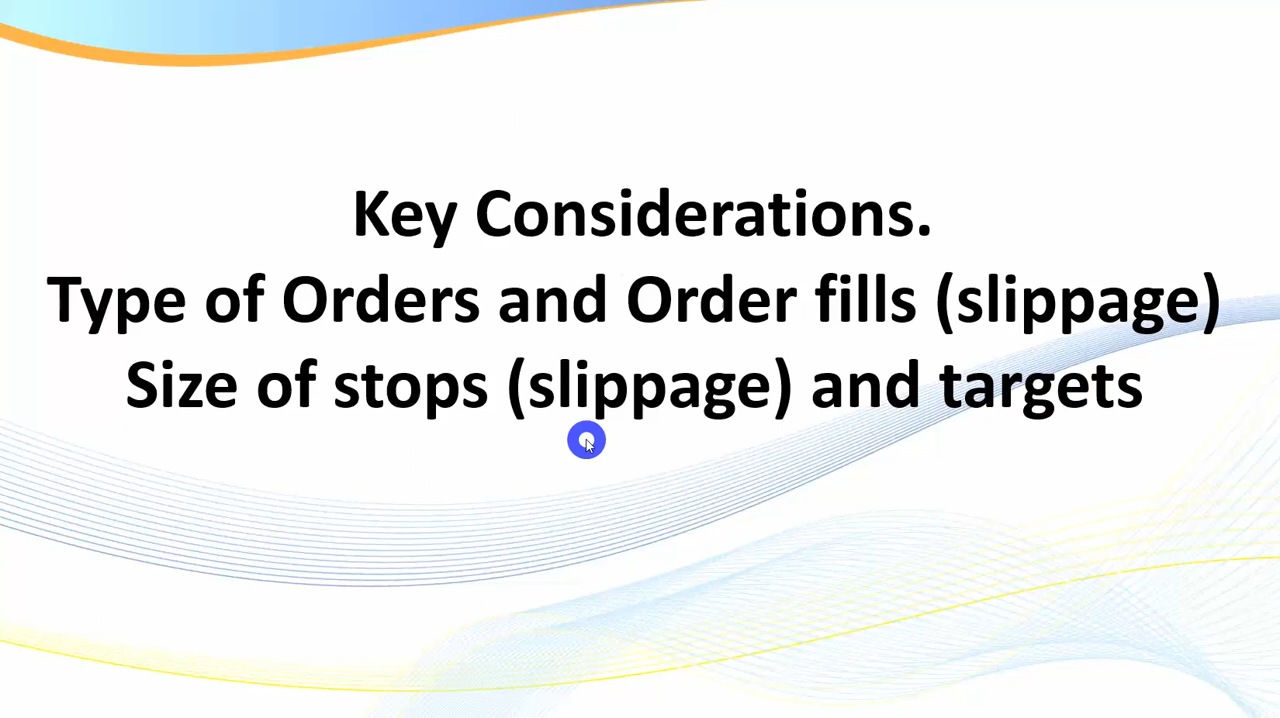 Key Considerations.
Type of Orders and Order fills (slippage)
Size of stops (slippage) and targets